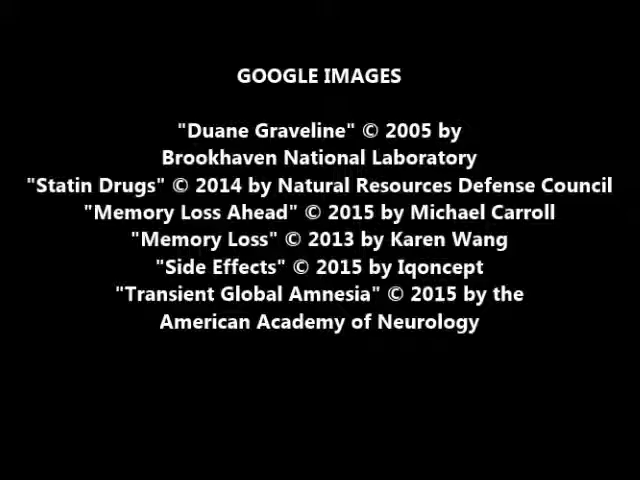 GOOGLE IMAGES
"Duane Graveline" © 2005 by
Brookhaven National Laboratory
"Statin Drugs" © 2014 by Natural Resources Defense Council
"Memory Loss Ahead" © 2015 by Michael Carroll
"Memory Loss" © 2013 by Karen Wang
"Side Effects" © 2015 by Iqoncept
"Transient Global Amnesia" © 2015 by the
American Academy of Neurology